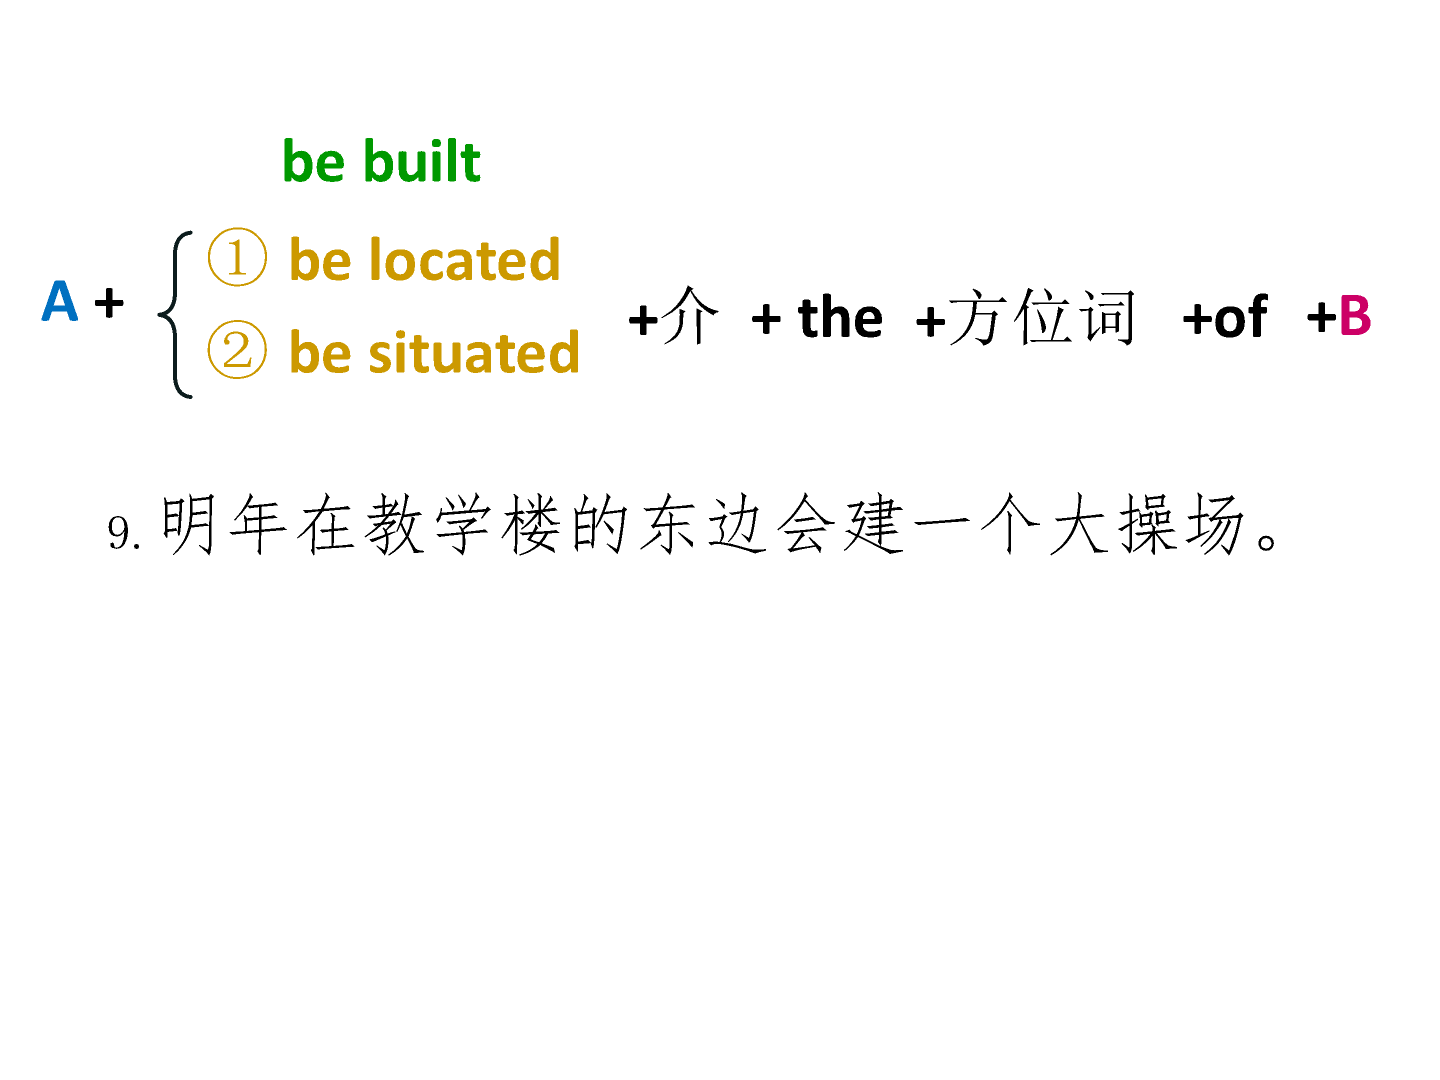 be built
① be located
A + +介 + the +方位词 +of +B
② be situated
9. 明年在教学楼的东边会建一个大操场。